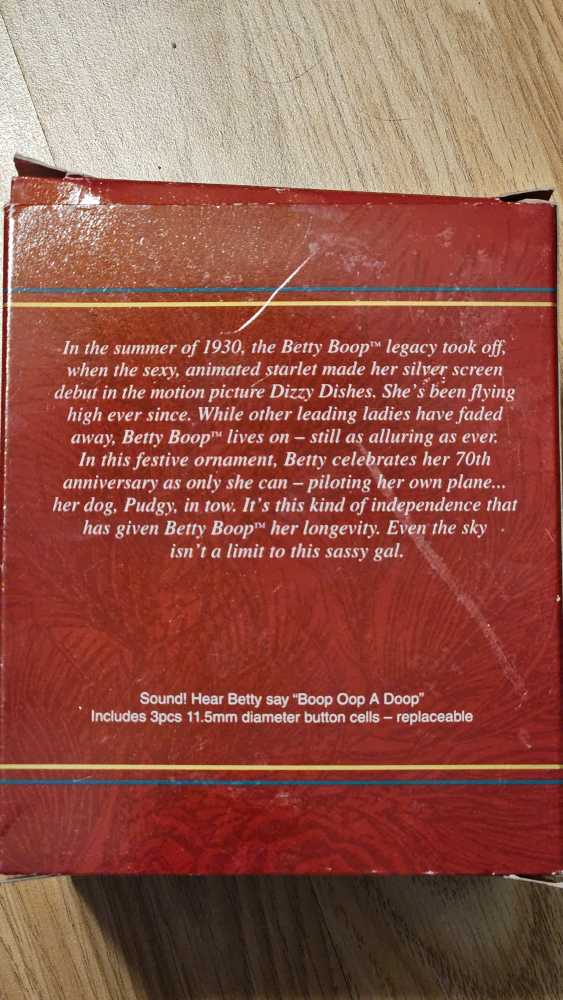 In the summer of 1930, the Betty Boop™ legacy took off,
when the sexy, animated starlet made her silver screen
debut in the motion picture Dizzy Dishes. She's been flying
high ever since. While other leading ladies have faded
away, Betty Boop™ lives on – still as alluring as ever.
In this festive ornament, Betty celebrates her 70th
anniversary as only she can – piloting her own plane...
her dog, Pudgy, in tow. It's this kind of independence that
has given Betty Boop™ her longevity. Even the sky
isn't a limit to this sassy gal.
Sound! Hear Betty say "Boop Oop A Doop"
Includes 3pcs 11.5mm diameter button cells – replaceable